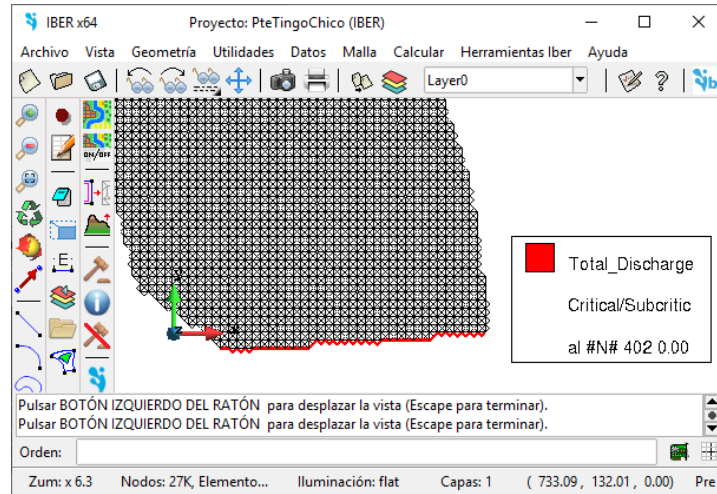 IBER x64 Proyecto: PteTingoChico (IBER)
Archivo Vista Geometría Utilidades Datos Malla Calcular Herramientas Iber Ayuda
Layer0
ON/OFF
E
Total_Discharge
Critical/Subcritic
al #N# 402 0.00
Pulsar BOTÓN IZQUIERDO DEL RATÓN para desplazar la vista (Escape para terminar).
Pulsar BOTÓN IZQUIERDO DEL RATÓN para desplazar la vista (Escape para terminar).
Orden:
Zum: x 6.3 Nodos: 27K, Elemento... Iluminación: flat Capas: 1 ( 733.09 , 132.01 , 0.00) Pre